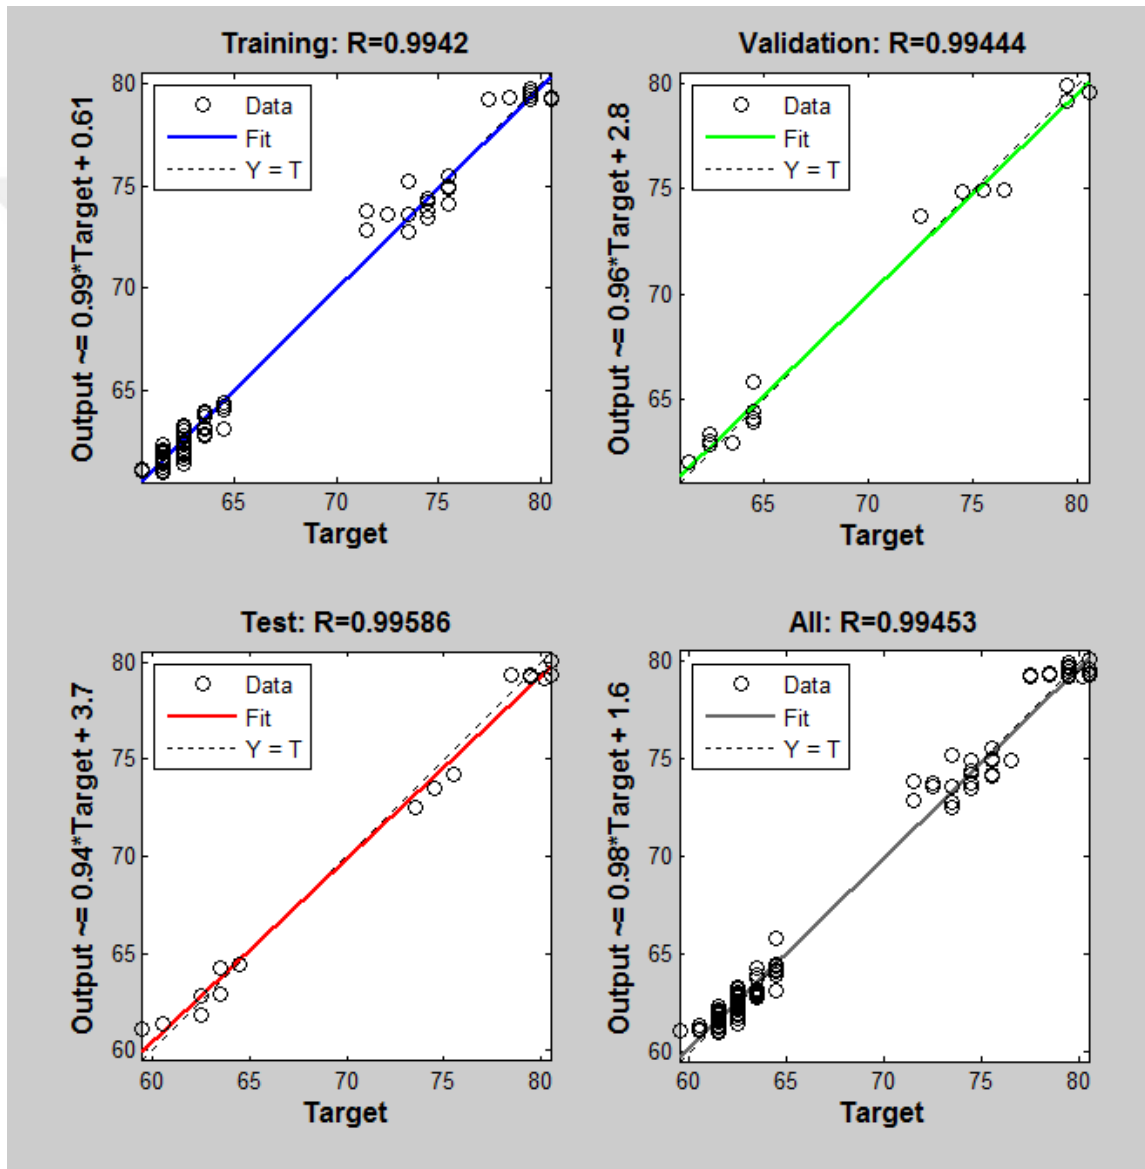 Training: R=0.9942
Output ~= 0.99*Target + 0.61
80
75
70
65
Data
Fit
Y = T
65
70
75
80
Target
Validation: R=0.99444
Output ~= 0.96*Target + 2.8
80
75
70
65
Data
Fit
Y = T
65
70
75
80
Target
Test: R=0.99586
Output ~= 0.94*Target + 3.7
80
75
70
65
60
Data
Fit
Y = T
60
65
70
75
80
Target
All: R=0.99453
Output ~= 0.98*Target + 1.6
80
75
70
65
60
Data
Fit
Y = T
60
65
70
75
80
Target